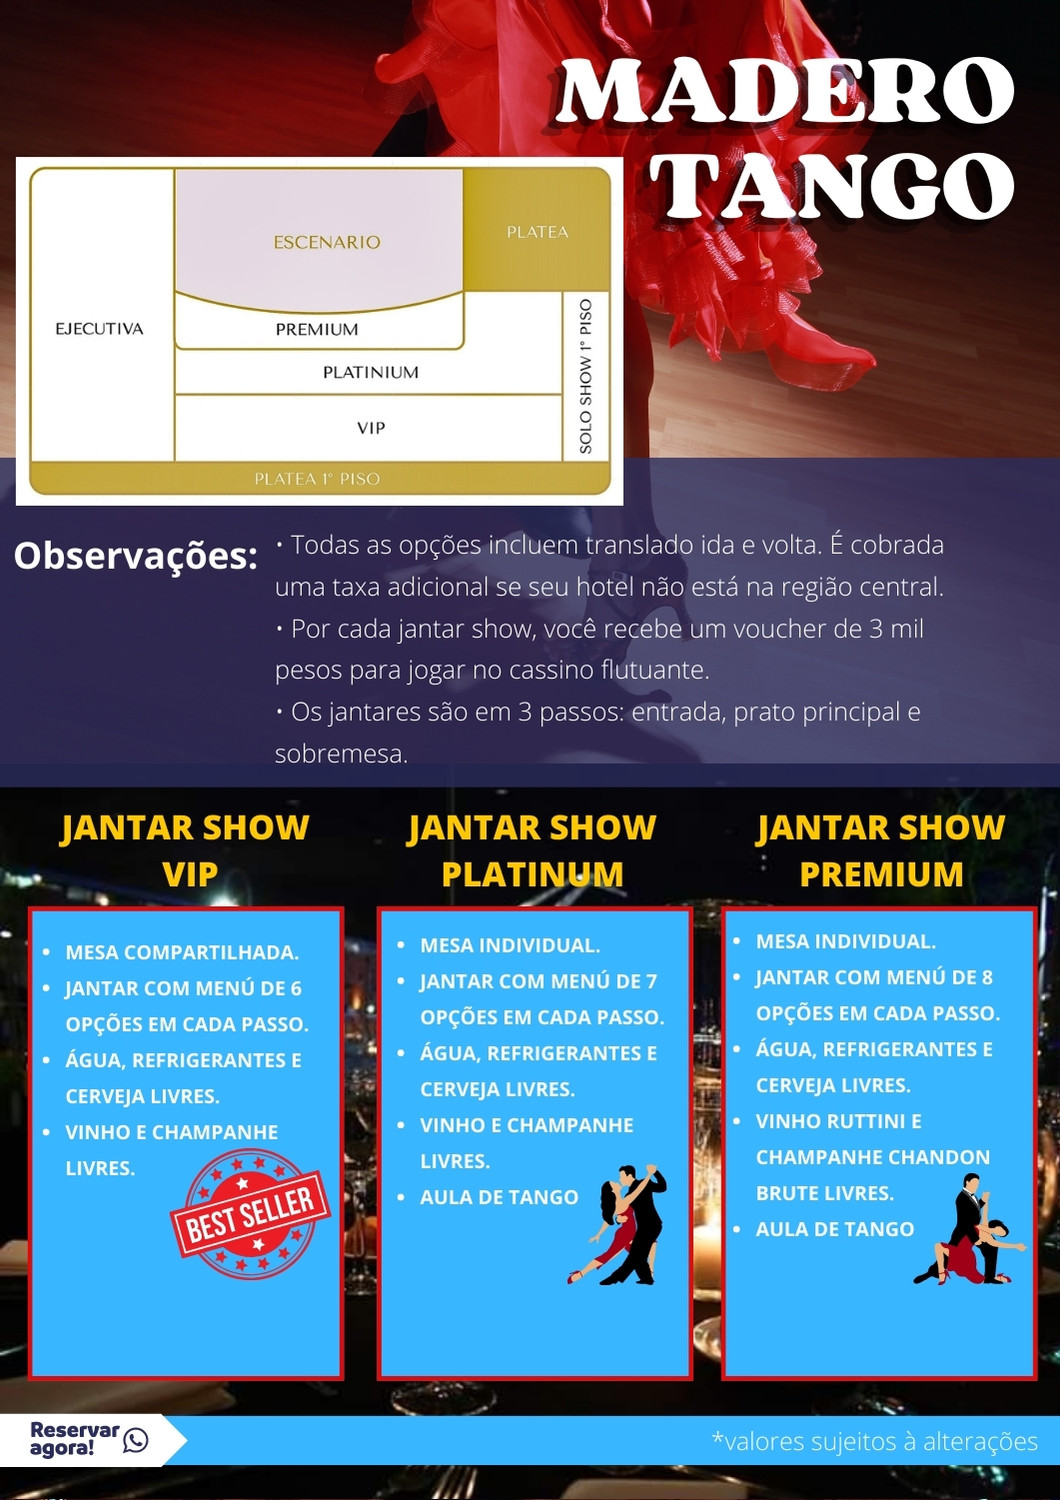 MADERO
TANGO
ESCENARIO
PLATEA
EJECUTIVA
PREMIUM
PLATINIUM
VIP
SOLO SHOW 1° PISO
PLATEA 1° PISO
Observações:
• Todas as opções incluem translado ida e volta. É cobrada
uma taxa adicional se seu hotel não está na região central.
• Por cada jantar show, você recebe um voucher de 3 mil
pesos para jogar no cassino flutuante.
• Os jantares são em 3 passos: entrada, prato principal e
sobremesa.
JANTAR SHOW
VIP
• MESA COMPARTILHADA.
• JANTAR COM MENÚ DE 6
OPÇÕES EM CADA PASSO.
• ÁGUA, REFRIGERANTES E
CERVEJA LIVRES.
• VINHO E CHAMPANHE
LIVRES.
BEST SELLER
JANTAR SHOW
PLATINUM
• MESA INDIVIDUAL.
• JANTAR COM MENÚ DE 7
OPÇÕES EM CADA PASSO.
• ÁGUA, REFRIGERANTES E
CERVEJA LIVRES.
• VINHO E CHAMPANHE
LIVRES.
• AULA DE TANGO
JANTAR SHOW
PREMIUM
• MESA INDIVIDUAL.
• JANTAR COM MENÚ DE 8
OPÇÕES EM CADA PASSO.
• ÁGUA, REFRIGERANTES E
CERVEJA LIVRES.
• VINHO RUTTINI E
CHAMPANHE CHANDON
BRUTE LIVRES.
• AULA DE TANGO
Reservar
agora!
*valores sujeitos à alterações